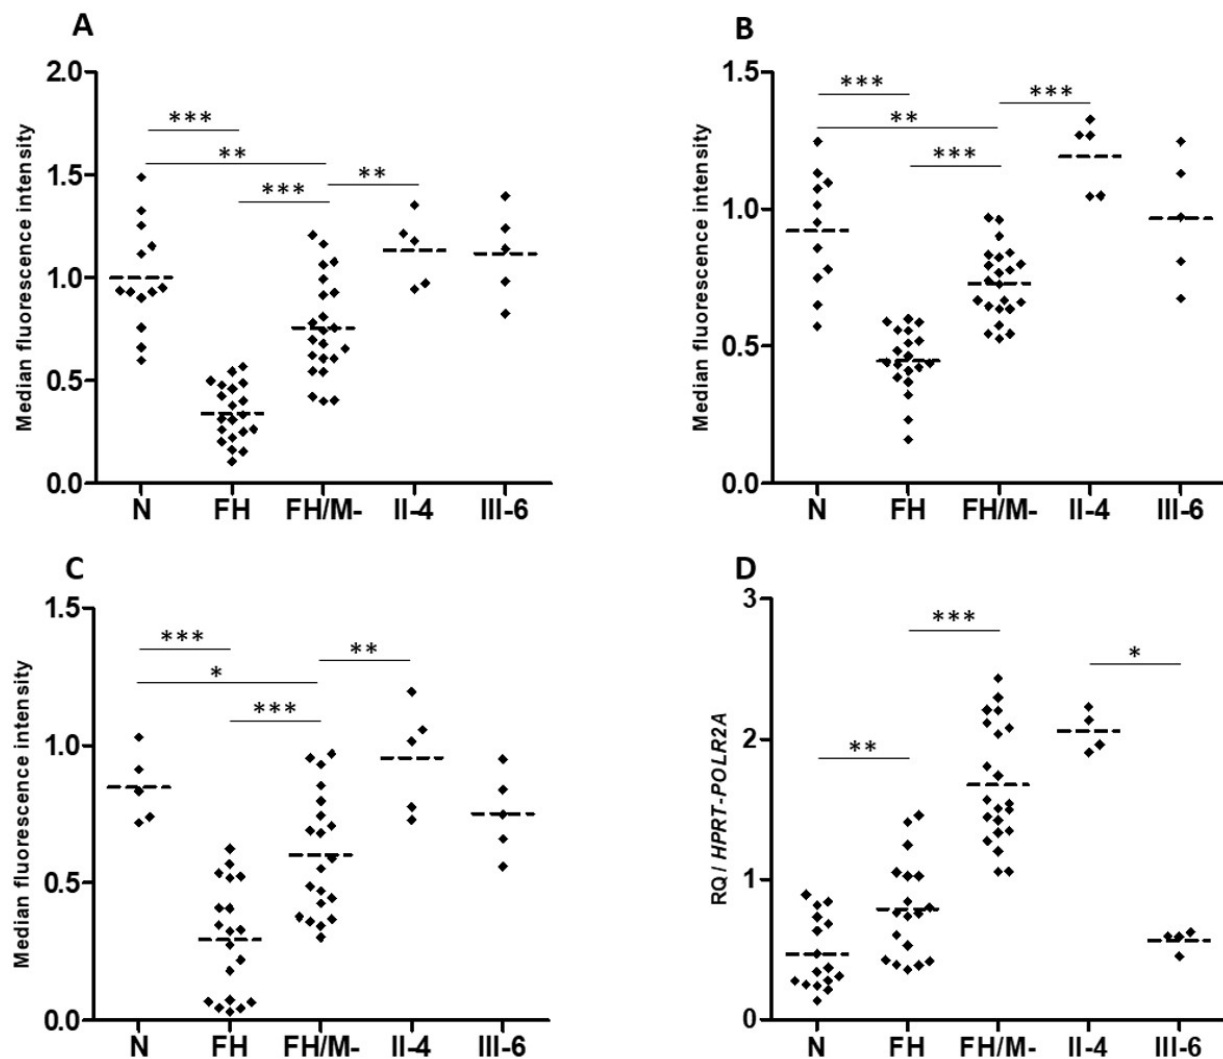 A
Median fluorescence intensity
2.0
1.5
1.0
0.5
0.0
***
**
***
**
N FH FH/M- II-4 III-6
B
Median fluorescence intensity
1.5
1.0
0.5
0.0
***
**
***
***
N FH FH/M- II-4 III-6
C
Median fluorescence intensity
1.5
1.0
0.5
0.0
***
*
***
**
N FH FH/M- II-4 III-6
D
RQ / HPRT-POLR2A
3
2
1
0
**
***
*
N FH FH/M- II-4 III-6